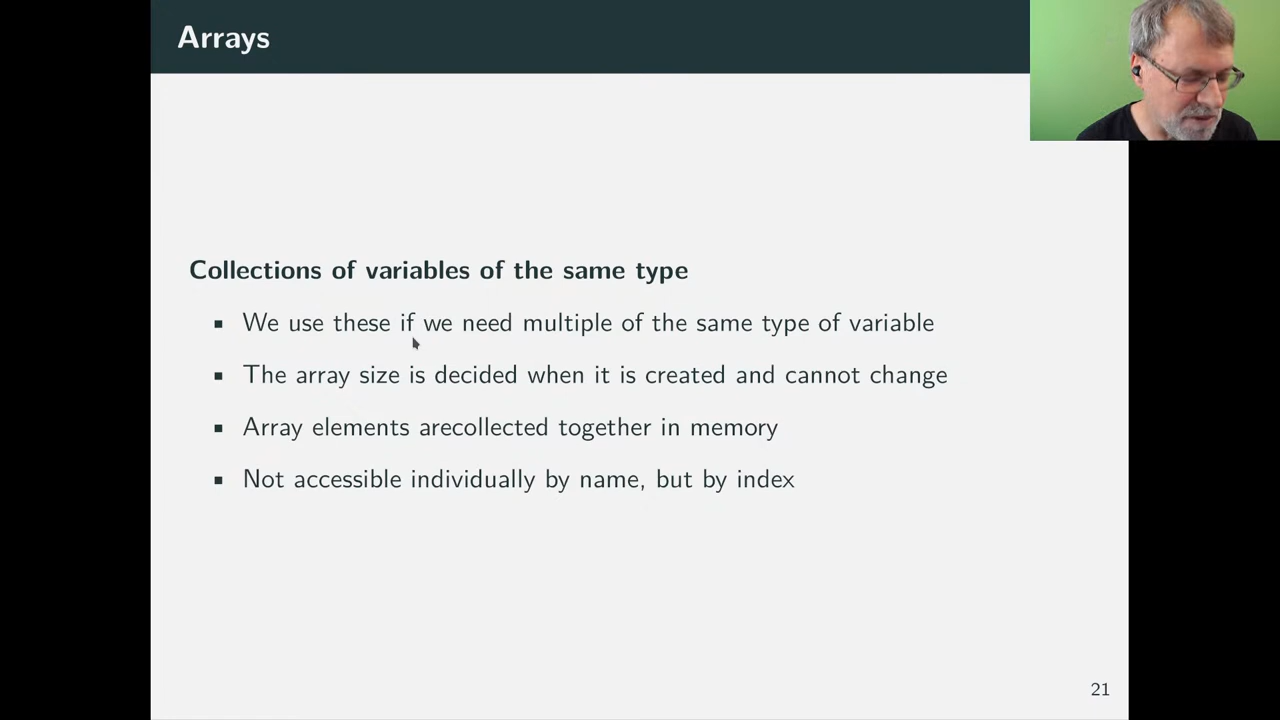 Arrays
Collections of variables of the same type
▪ We use these if we need multiple of the same type of variable
▪ The array size is decided when it is created and cannot change
▪ Array elements arecollected together in memory
▪ Not accessible individually by name, but by index
21